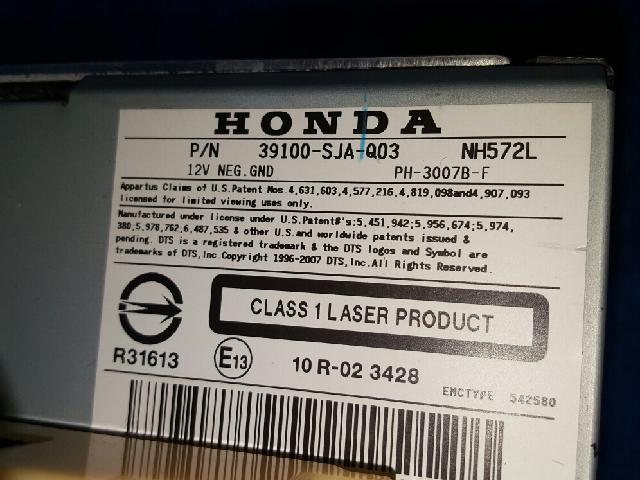 HONDA
P/N 39100-SJA-Q03 NH572L
12V NEG.GND PH-3007B-F
Appartus Claims of U.S.Patent Nos.4,631,603,4,577,216,4,819,098and4,907,093
licensed for limited viewing uses only.
Manufactured under license under U.S.Patent#'s:5,451,942;5,956,674;5,974,
380;5,978,762;6,487,535 & other U.S.and worldwide patents issued &
pending. DTS is a registered trademark & the DTS logos and Symbol are
trademarks of DTS,Inc.Copyright 1996-2007 DTS,Inc.All Rights Reserved.
CLASS 1 LASER PRODUCT
R31613 E13 10 R-02 3428
EMCTYPE 542580